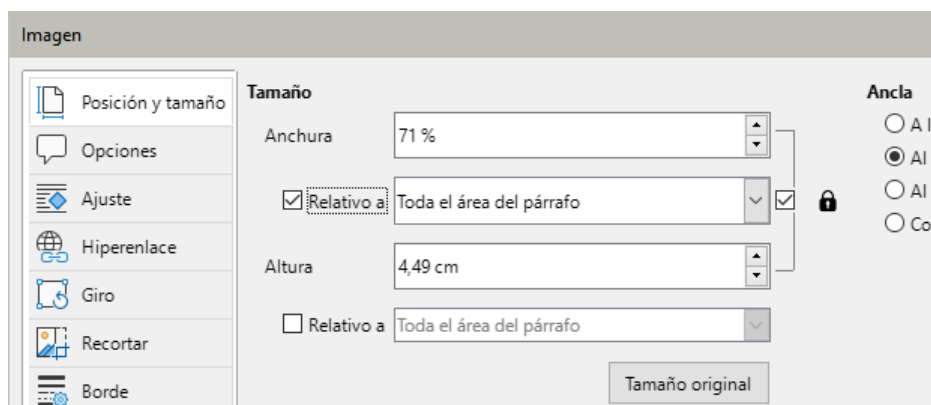 Imagen
Posición y tamaño
Opciones
Ajuste
Hiperenlace
Giro
Recortar
Borde
Tamaño
Anchura
71 %
Relativo a
Toda el área del párrafo
Altura
4,49 cm
Relativo a
Toda el área del párrafo
Tamaño original
Ancla
A
Al
Al